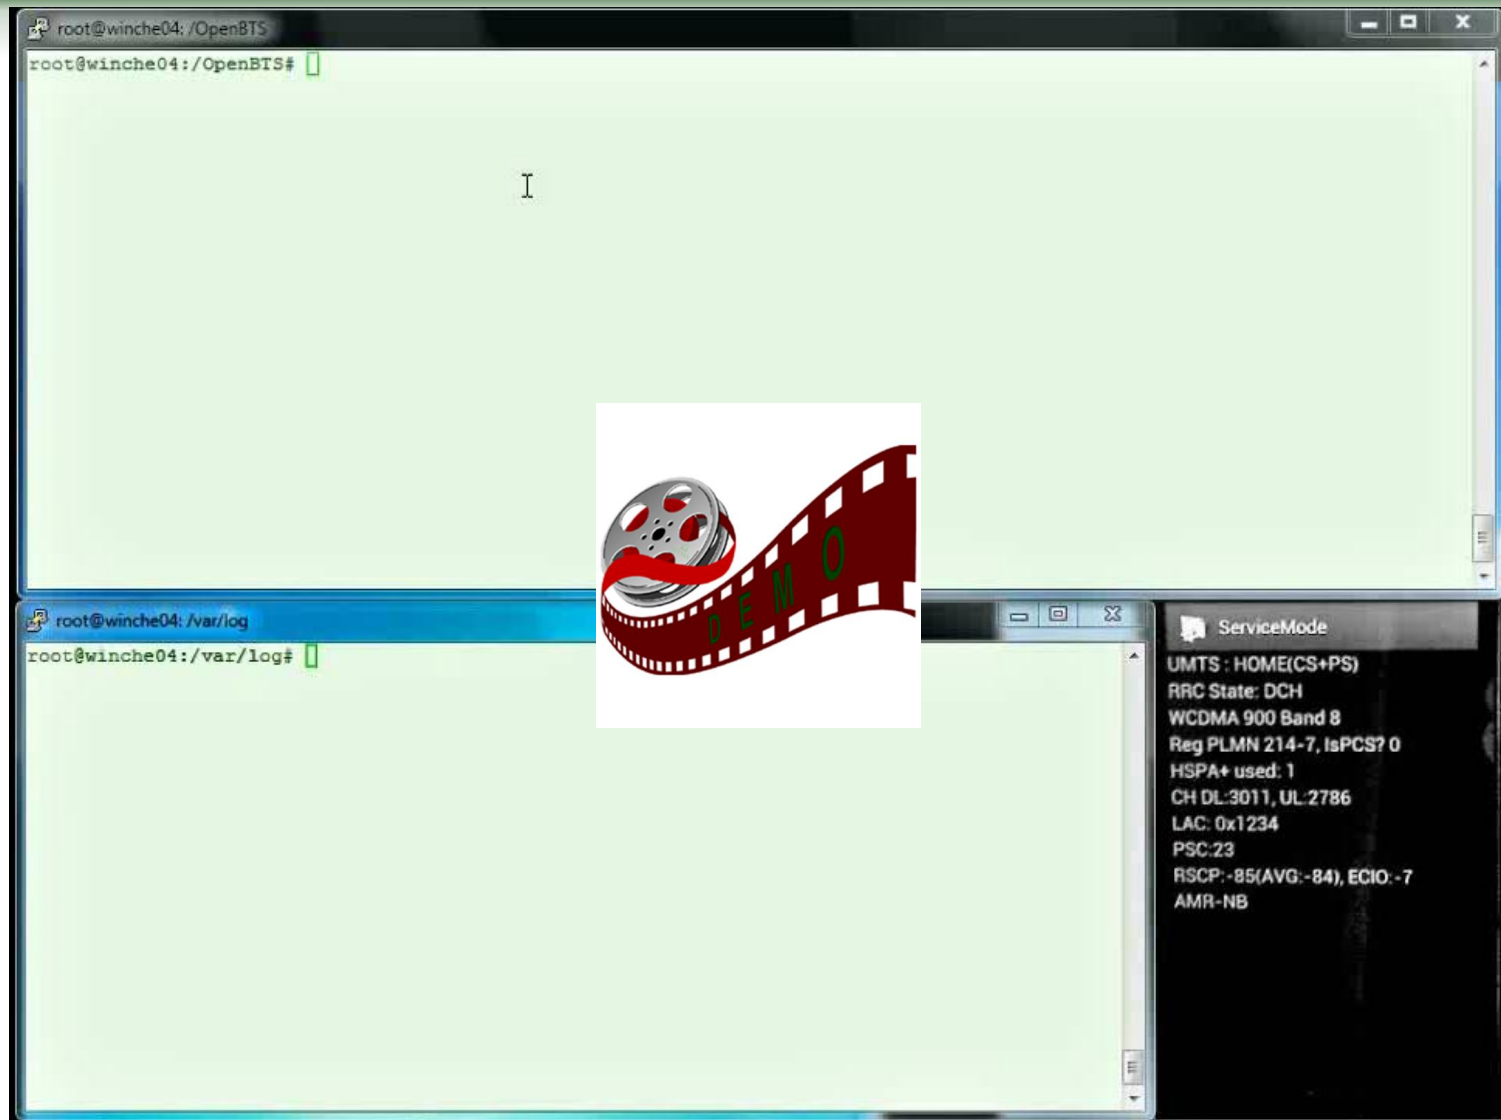 root@winche04: /OpenBTS
root@winche04:/OpenBTS#
DEMO
root@winche04: /var/log
root@winche04:/var/log#
ServiceMode
UMTS : HOME(CS+PS)
RRC State: DCH
WCDMA 900 Band 8
Reg PLMN 214-7, IsPCS? 0
HSPA+ used: 1
CH DL:3011, UL:2786
LAC: 0x1234
PSC:23
RSCP:-85(AVG:-84), ECIO:-7
AMR-NB